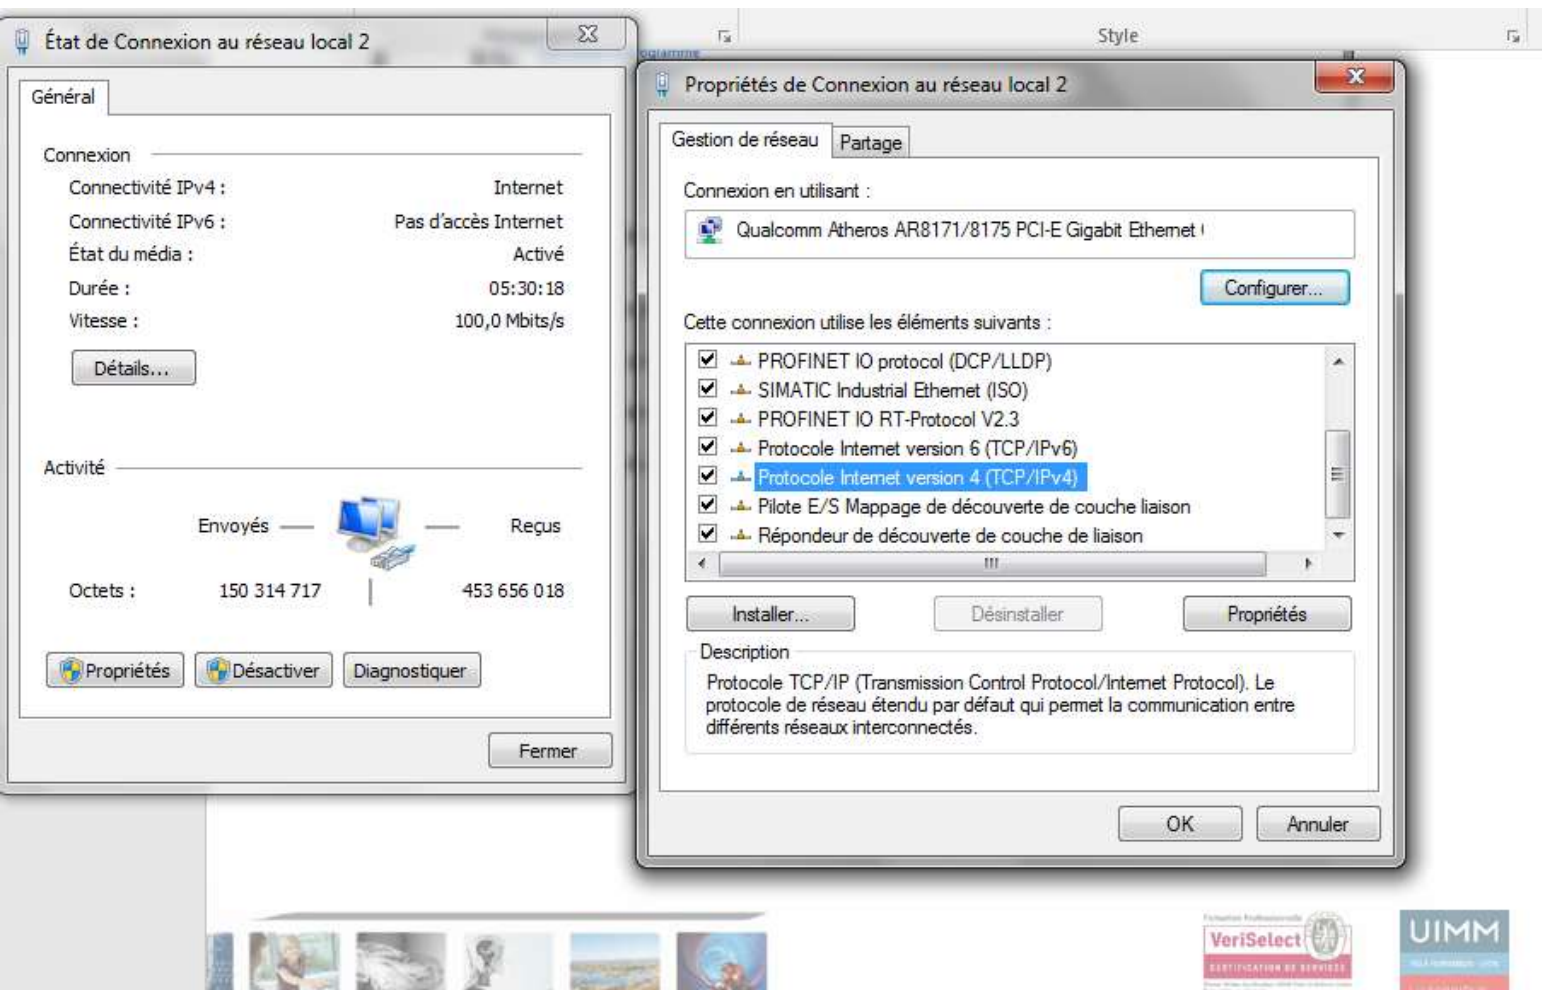 État de Connexion au réseau local 2
Général
Connexion
Connectivité IPv4 : Internet
Connectivité IPv6 : Pas d'accès Internet
État du média : Activé
Durée : 05:30:18
Vitesse : 100,0 Mbits/s
Détails...
Activité
Envoyés Reçus
Octets : 150 314 717 453 656 018
Propriétés Désactiver Diagnostiquer
Fermer
Style
ogramme
Propriétés de Connexion au réseau local 2
Gestion de réseau Partage
Connexion en utilisant :
Qualcomm Atheros AR8171/8175 PCI-E Gigabit Ethernet
Configurer...
Cette connexion utilise les éléments suivants :
PROFINET IO protocol (DCP/LLDP)
SIMATIC Industrial Ethernet (ISO)
PROFINET IO RT-Protocol V2.3
Protocole Internet version 6 (TCP/IPv6)
Protocole Internet version 4 (TCP/IPv4)
Pilote E/S Mappage de découverte de couche liaison
Répondeur de découverte de couche de liaison
Installer... Désinstaller Propriétés
Description
Protocole TCP/IP (Transmission Control Protocol/Internet Protocol). Le
protocole de réseau étendu par défaut qui permet la communication entre
différents réseaux interconnectés.
OK Annuler
Formation Professionnelle
VeriSelect
CERTIFICATION DE SERVICES
UIMM